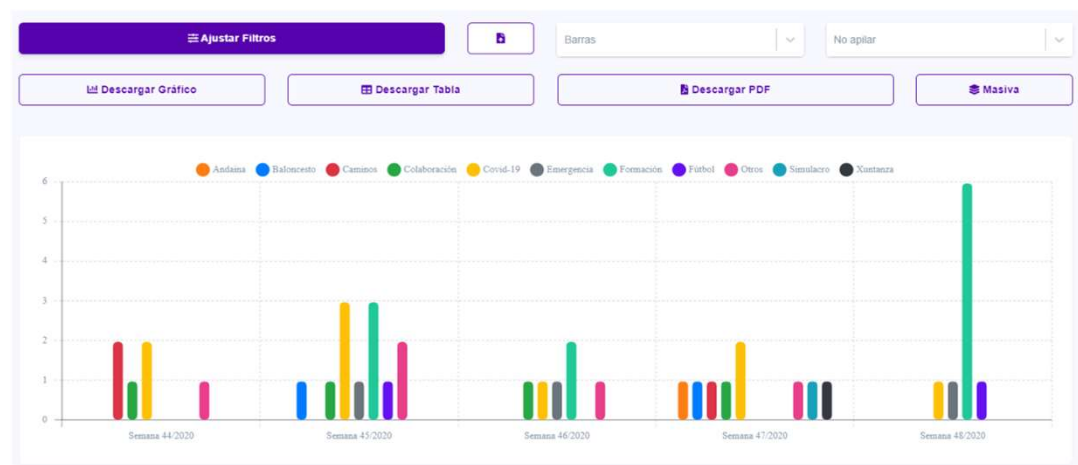 Ajustar Filtros Barras No apilar
Descargar Gráfico Descargar Tabla Descargar PDF Masiva
Andaina Baloncesto Caminos Colaboración Covid-19 Emergencia Formación Fútbol Otros Simulacro Xuntanza
6
5
4
3
2
1
0
Semana 44/2020 Semana 45/2020 Semana 46/2020 Semana 47/2020 Semana 48/2020